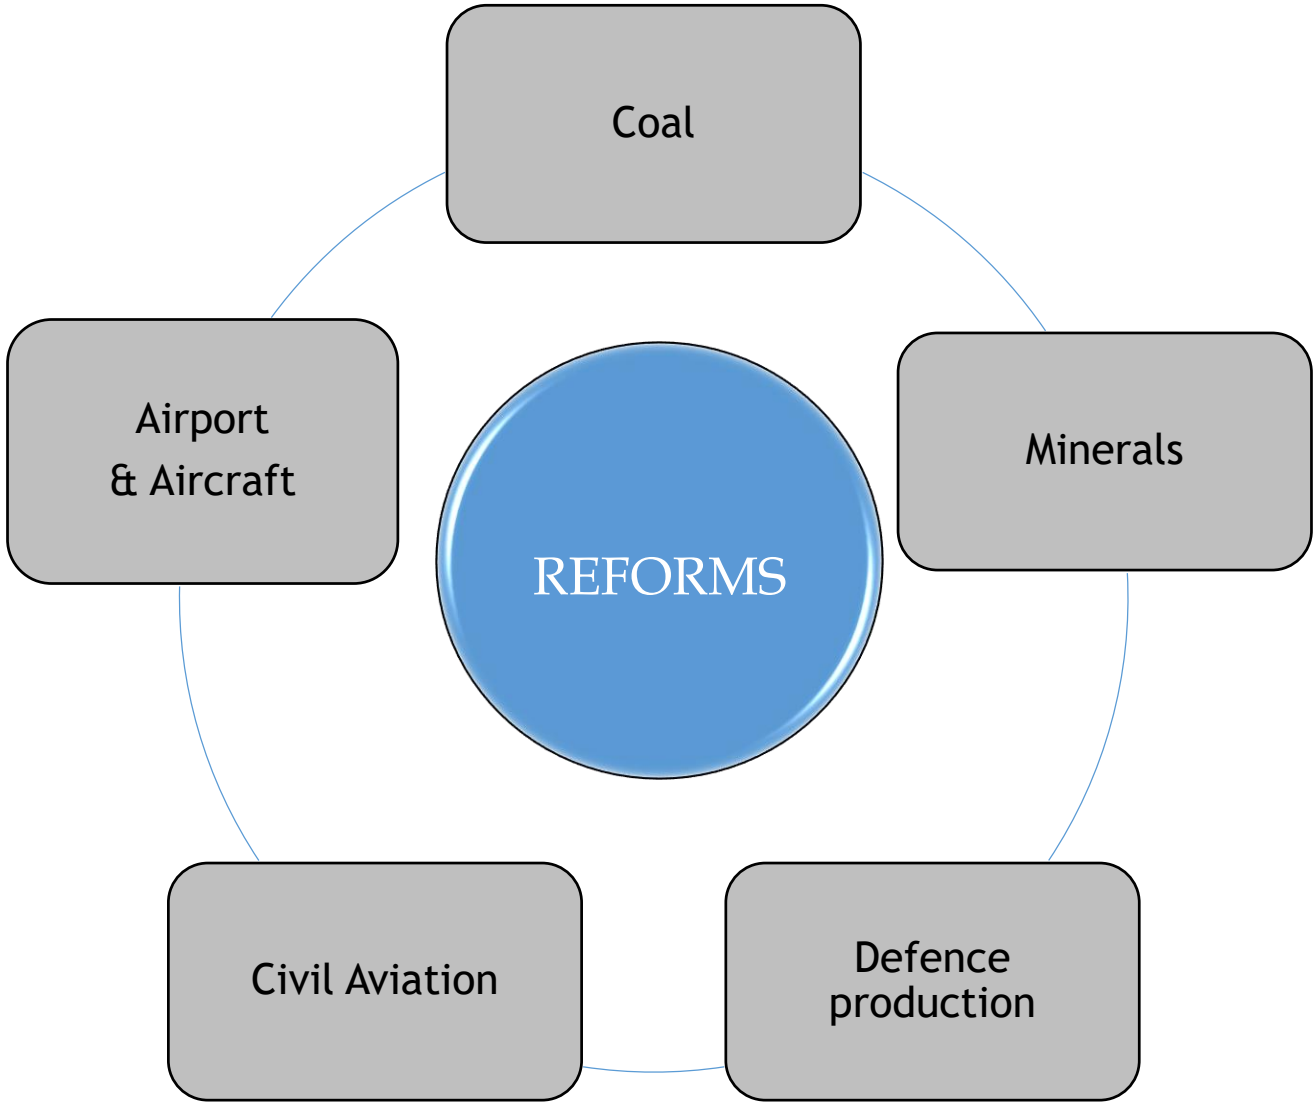 Coal
Airport
& Aircraft
Minerals
REFORMS
Civil Aviation
Defence
production